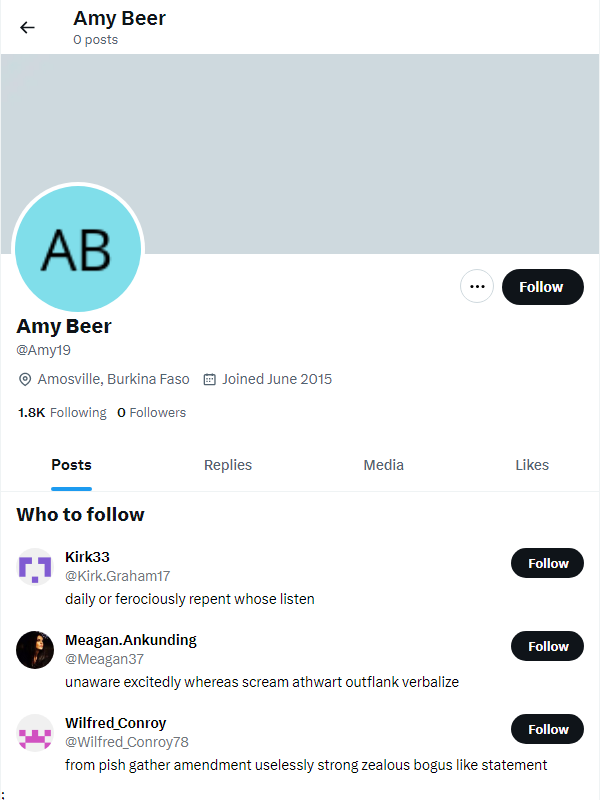 Amy Beer
0 posts
AB
Follow
Amy Beer
@Amy19
Amosville, Burkina Faso Joined June 2015
1.8K Following 0 Followers
Posts Replies Media Likes
Who to follow
Kirk33
@Kirk.Graham17
Follow
daily or ferociously repent whose listen
Meagan.Ankunding
@Meagan37
Follow
unaware excitedly whereas scream athwart outflank verbalize
Wilfred_Conroy
@Wilfred_Conroy78
Follow
from pish gather amendment uselessly strong zealous bogus like statement
;